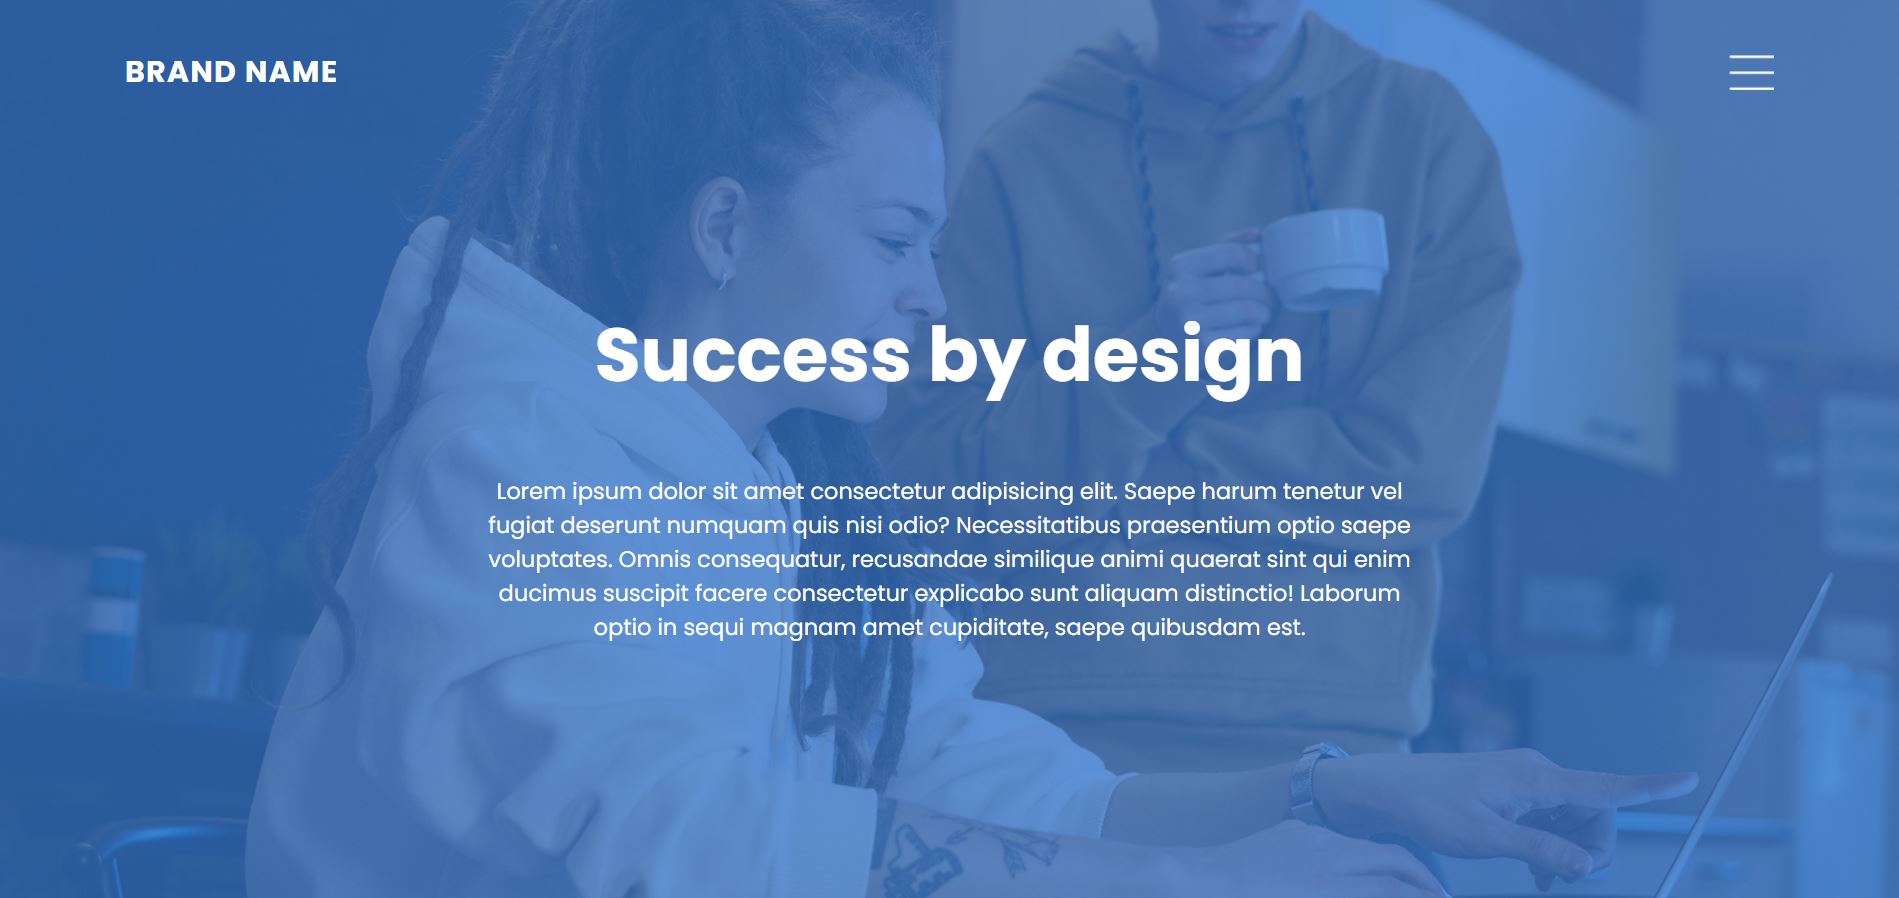 BRAND NAME
Success by design
Lorem ipsum dolor sit amet consectetur adipisicing elit. Saepe harum tenetur vel
fugiat deserunt numquam quis nisi odio? Necessitatibus praesentium optio saepe
voluptates. Omnis consequatur, recusandae similique animi quaerat sint qui enim
ducimus suscipit facere consectetur explicabo sunt aliquam distinctio! Laborum
optio in sequi magnam amet cupiditate, saepe quibusdam est.